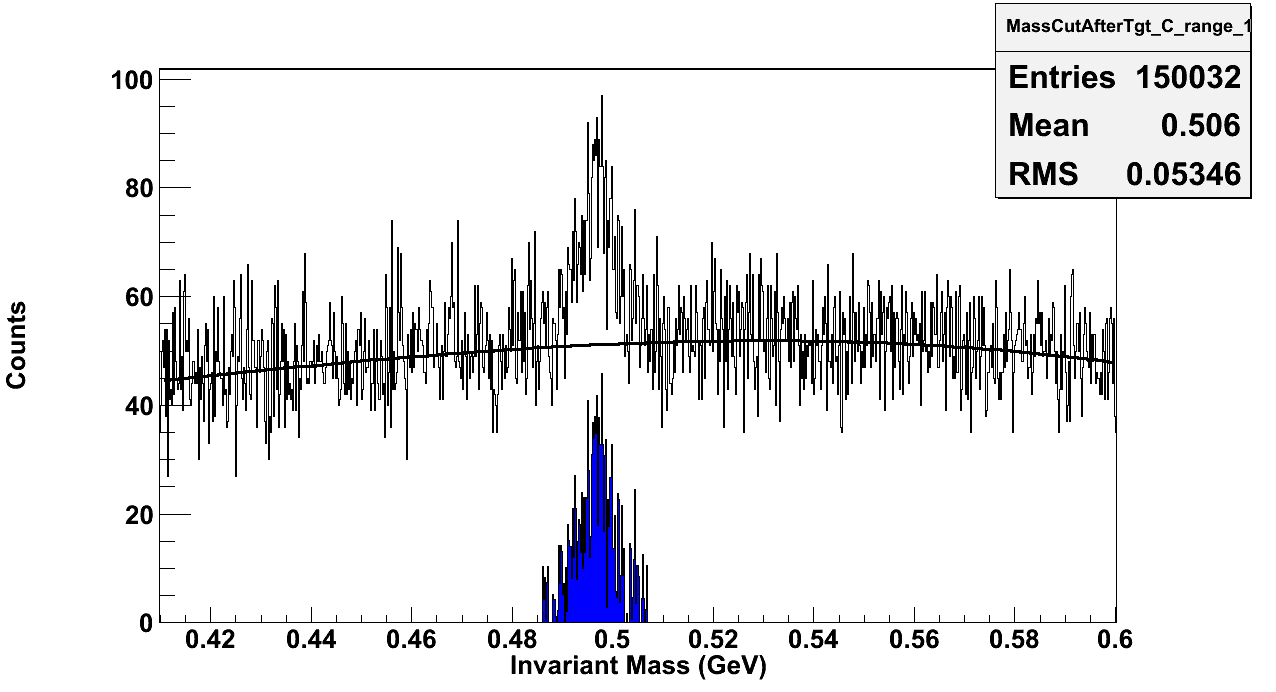 MassCutAfterTgt_C_range_1
Entries 150032
Mean 0.506
RMS 0.05346
100
80
60
40
20
0
Counts
0.42 0.44 0.46 0.48 0.5 0.52 0.54 0.56 0.58 0.6
Invariant Mass (GeV)